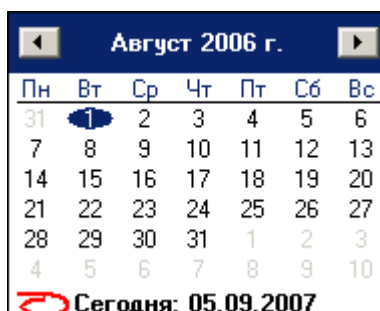 Август 2006 г.
Пн Вт Ср Чт Пт Сб Вс
31 1 2 3 4 5 6
7 8 9 10 11 12 13
14 15 16 17 18 19 20
21 22 23 24 25 26 27
28 29 30 31 1 2 3
4 5 6 7 8 9 10
Сегодня: 05.09.2007